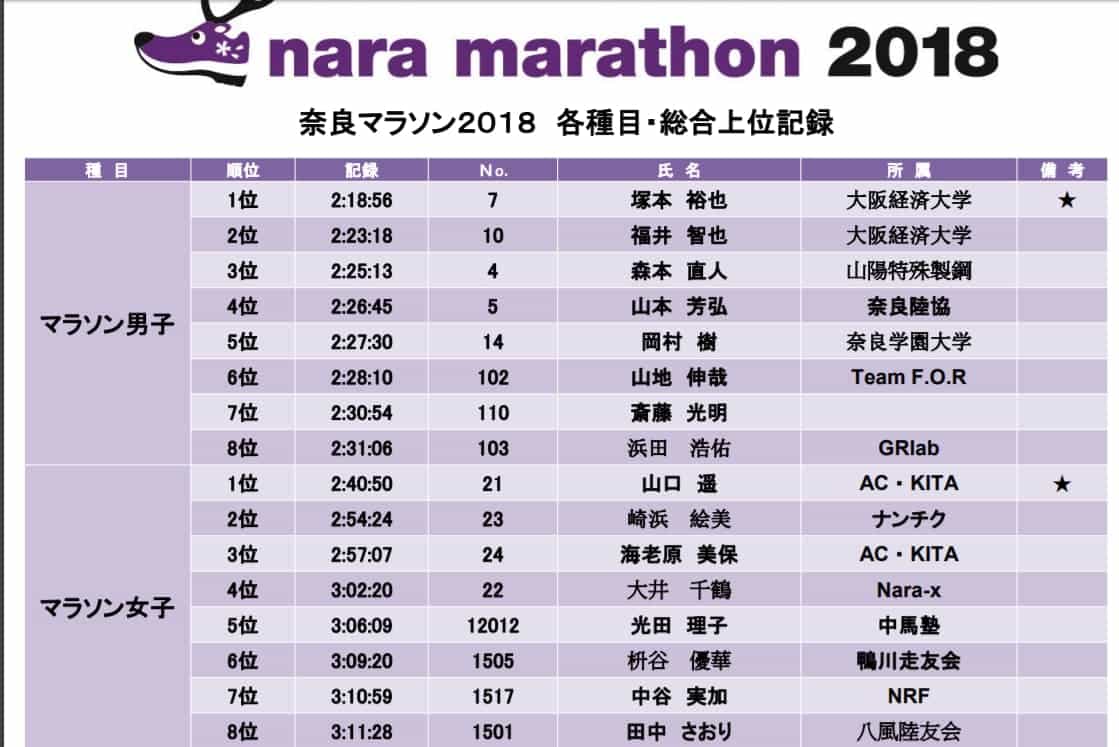 nara marathon 2018
奈良マラソン2018 各種目・総合上位記録
種 目 順位 記録 No. 氏 名 所 属 備 考
マラソン男子
1位 2:18:56 7 塚本 裕也 大阪経済大学 ★
2位 2:23:18 10 福井 智也 大阪経済大学
3位 2:25:13 4 森本 直人 山陽特殊製鋼
4位 2:26:45 5 山本 芳弘 奈良陸協
5位 2:27:30 14 岡村 樹 奈良学園大学
6位 2:28:10 102 山地 伸哉 Team F.O.R
7位 2:30:54 110 斎藤 光明
8位 2:31:06 103 浜田 浩佑 GRlab
マラソン女子
1位 2:40:50 21 山口 遥 AC・KITA ★
2位 2:54:24 23 崎浜 絵美 ナンチク
3位 2:57:07 24 海老原 美保 AC・KITA
4位 3:02:20 22 大井 千鶴 Nara-x
5位 3:06:09 12012 光田 理子 中馬塾
6位 3:09:20 1505 枡谷 優華 鴨川走友会
7位 3:10:59 1517 中谷 実加 NRF
8位 3:11:28 1501 田中 さおり 八風陸友会